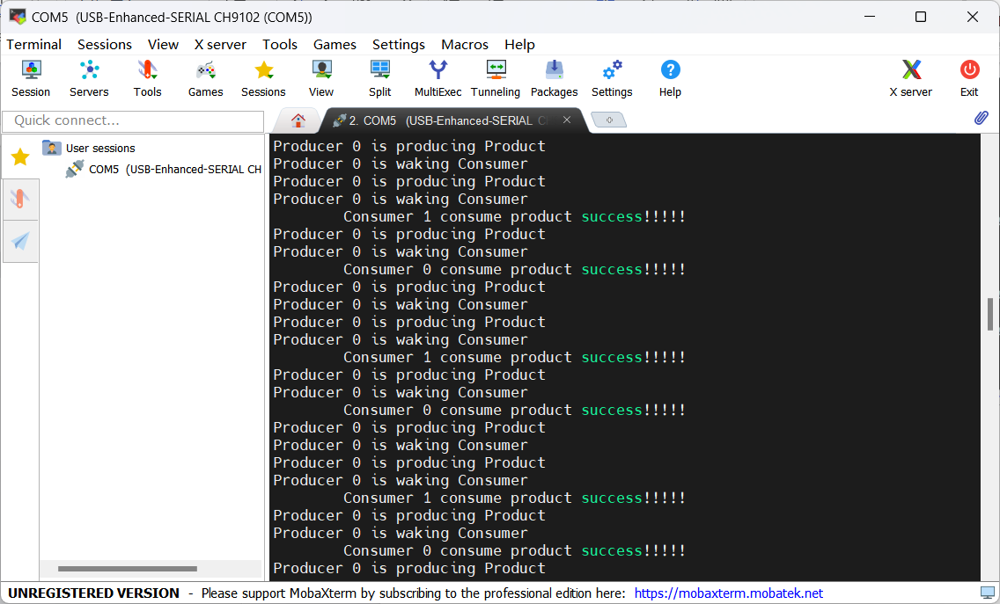 COM5 (USB-Enhanced-SERIAL CH9102 (COM5))
Terminal Sessions View X server Tools Games Settings Macros Help
Session Servers Tools Games Sessions View Split MultiExec Tunneling Packages Settings Help X server Exit
Quick connect...
2. COM5 (USB-Enhanced-SERIAL C
User sessions
COM5 (USB-Enhanced-SERIAL CH
Producer 0 is producing Product
Producer 0 is waking Consumer
Producer 0 is producing Product
Producer 0 is waking Consumer
Consumer 1 consume product success!!!!!
Producer 0 is producing Product
Producer 0 is waking Consumer
Consumer 0 consume product success!!!!!
Producer 0 is producing Product
Producer 0 is waking Consumer
Producer 0 is producing Product
Producer 0 is waking Consumer
Consumer 1 consume product success!!!!!
Producer 0 is producing Product
Producer 0 is waking Consumer
Consumer 0 consume product success!!!!!
Producer 0 is producing Product
Producer 0 is waking Consumer
Producer 0 is producing Product
Producer 0 is waking Consumer
Consumer 1 consume product success!!!!!
Producer 0 is producing Product
Producer 0 is waking Consumer
Consumer 0 consume product success!!!!!
Producer 0 is producing Product
UNREGISTERED VERSION - Please support MobaXterm by subscribing to the professional edition here: https://mobaxterm.mobatek.net